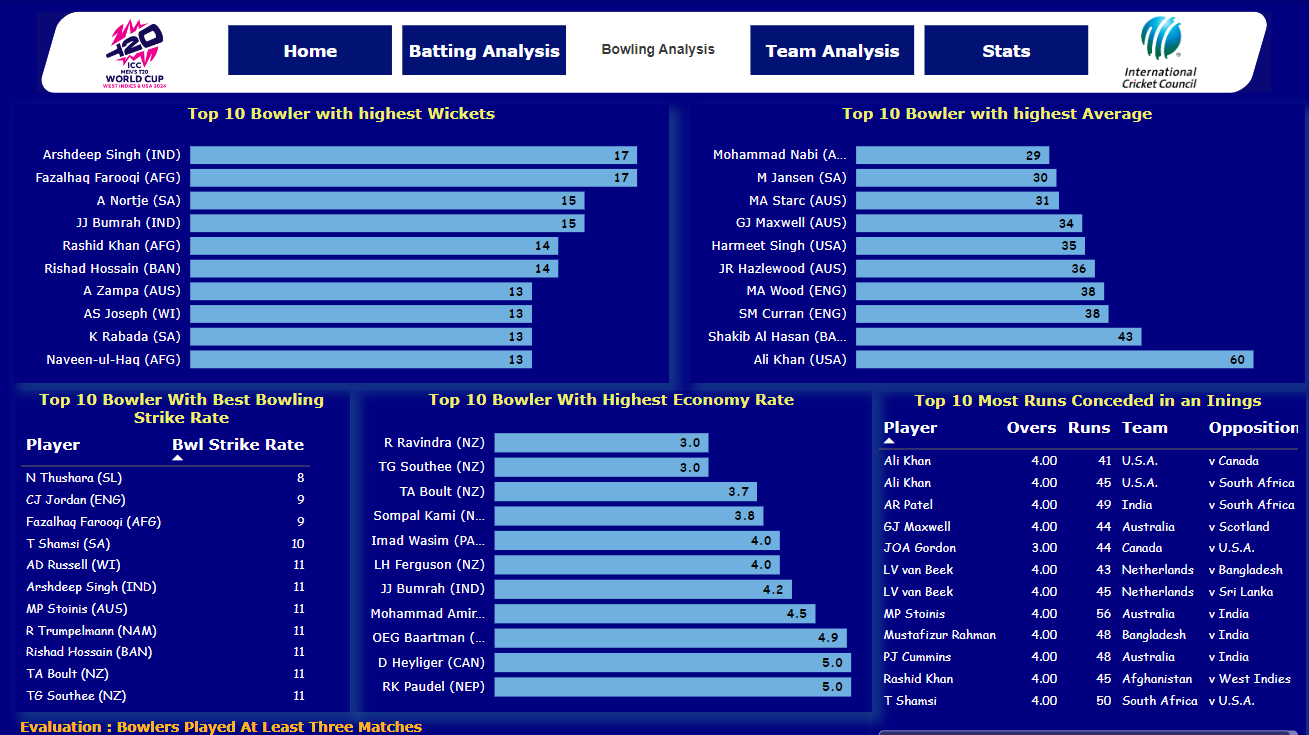 T20
ICC
MEN'S T20
WORLD CUP
WEST INDIES & USA 2024
Home
Batting Analysis
Bowling Analysis
Team Analysis
Stats
International
Cricket Council
Top 10 Bowler with highest Wickets
Arshdeep Singh (IND) 17
Fazalhaq Farooqi (AFG) 17
A Nortje (SA) 15
JJ Bumrah (IND) 15
Rashid Khan (AFG) 14
Rishad Hossain (BAN) 14
A Zampa (AUS) 13
AS Joseph (WI) 13
K Rabada (SA) 13
Naveen-ul-Haq (AFG) 13
Top 10 Bowler with highest Average
Mohammad Nabi (A... 29
M Jansen (SA) 30
MA Starc (AUS) 31
GJ Maxwell (AUS) 34
Harmeet Singh (USA) 35
JR Hazlewood (AUS) 36
MA Wood (ENG) 38
SM Curran (ENG) 38
Shakib Al Hasan (BA... 43
Ali Khan (USA) 60
Top 10 Bowler With Best Bowling
Strike Rate
Player Bwl Strike Rate
N Thushara (SL) 8
CJ Jordan (ENG) 9
Fazalhaq Farooqi (AFG) 9
T Shamsi (SA) 10
AD Russell (WI) 11
Arshdeep Singh (IND) 11
MP Stoinis (AUS) 11
R Trumpelmann (NAM) 11
Rishad Hossain (BAN) 11
TA Boult (NZ) 11
TG Southee (NZ) 11
Top 10 Bowler With Highest Economy Rate
R Ravindra (NZ) 3.0
TG Southee (NZ) 3.0
TA Boult (NZ) 3.7
Sompal Kami (N... 3.8
Imad Wasim (PA... 4.0
LH Ferguson (NZ) 4.0
JJ Bumrah (IND) 4.2
Mohammad Amir... 4.5
OEG Baartman (... 4.9
D Heyliger (CAN) 5.0
RK Paudel (NEP) 5.0
Top 10 Most Runs Conceded in an Inings
Player Overs Runs Team Opposition
Ali Khan 4.00 41 U.S.A. v Canada
Ali Khan 4.00 45 U.S.A. v South Africa
AR Patel 4.00 49 India v South Africa
GJ Maxwell 4.00 44 Australia v Scotland
JOA Gordon 3.00 44 Canada v U.S.A.
LV van Beek 4.00 43 Netherlands v Bangladesh
LV van Beek 4.00 45 Netherlands v Sri Lanka
MP Stoinis 4.00 56 Australia v India
Mustafizur Rahman 4.00 48 Bangladesh v India
PJ Cummins 4.00 48 Australia v India
Rashid Khan 4.00 45 Afghanistan v West Indies
T Shamsi 4.00 50 South Africa v U.S.A.
Evaluation : Bowlers Played At Least Three Matches